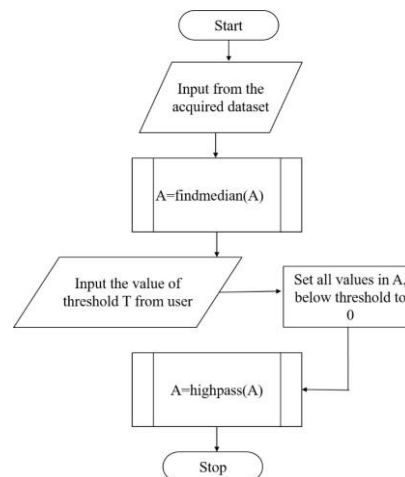 Start
Input from the
acquired dataset
A=findmedian(A)
Input the value of
threshold T from user
Set all values in A,
below threshold to
0
A=highpass(A)
Stop